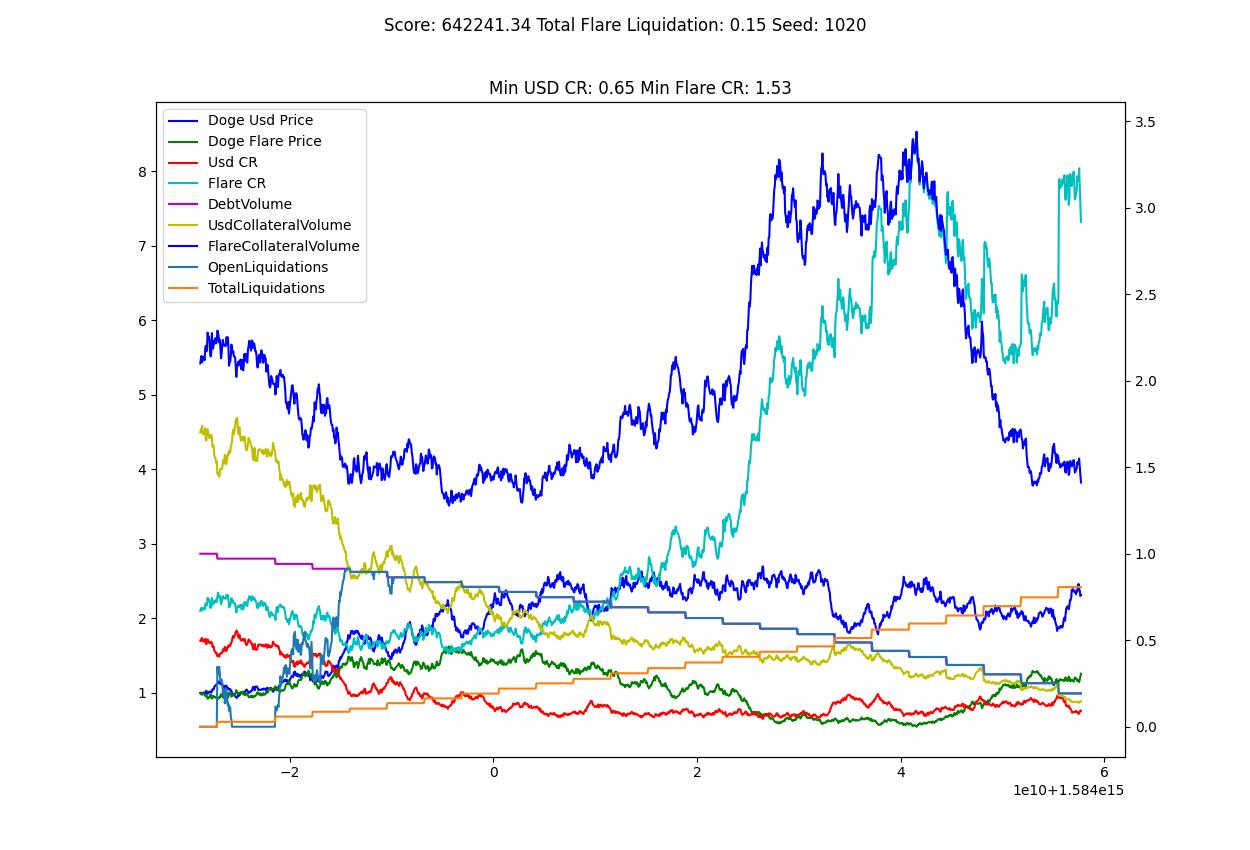 Score: 642241.34 Total Flare Liquidation: 0.15 Seed: 1020
Min USD CR: 0.65 Min Flare CR: 1.53
Doge Usd Price
Doge Flare Price
Usd CR
Flare CR
DebtVolume
UsdCollateralVolume
FlareCollateralVolume
OpenLiquidations
TotalLiquidations
8
7
6
5
4
3
2
1
3.5
3.0
2.5
2.0
1.5
1.0
0.5
0.0
−2
0
2
4
6
1e10+1.584e15